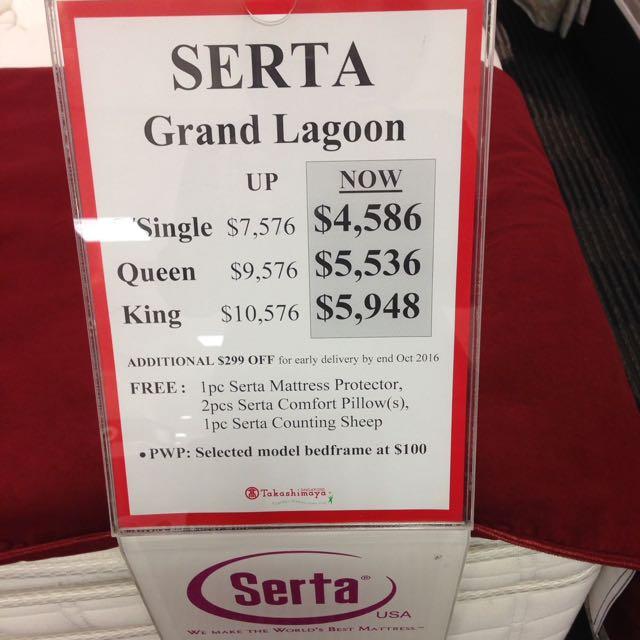 SERTA
Grand Lagoon
UP NOW
Single $7,576 $4,586
Queen $9,576 $5,536
King $10,576 $5,948
ADDITIONAL $299 OFF for early delivery by end Oct 2016
FREE : 1pc Serta Mattress Protector,
2pcs Serta Comfort Pillow(s),
1pc Serta Counting Sheep
• PWP: Selected model bedframe at $100
SINGAPORE
Takashimaya
Serta®
USA
WE MAKE THE WORLD'S BEST MATTRESS™